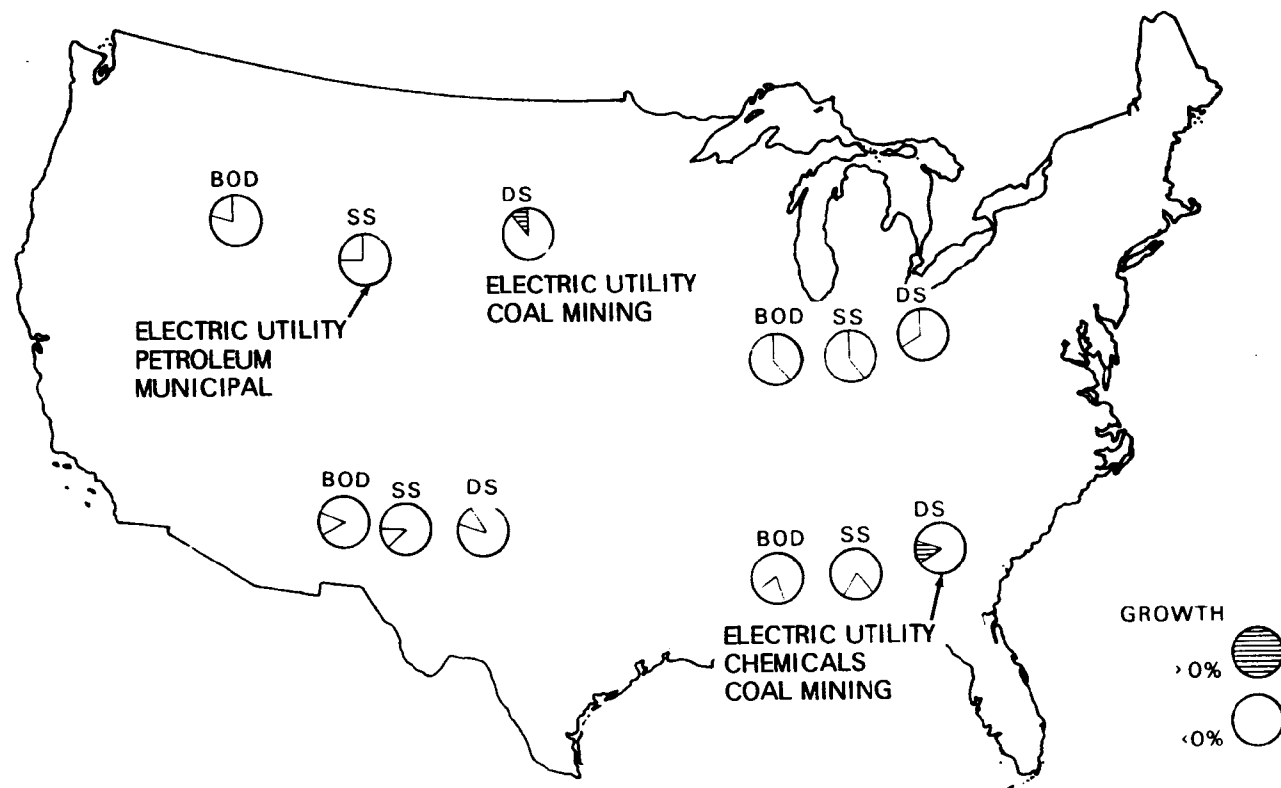 BOD
SS
DS
ELECTRIC UTILITY
COAL MINING
ELECTRIC UTILITY
PETROLEUM
MUNICIPAL
BOD
SS
DS
BOD
SS
DS
BOD
SS
DS
ELECTRIC UTILITY
CHEMICALS
COAL MINING
GROWTH
>0%
<0%